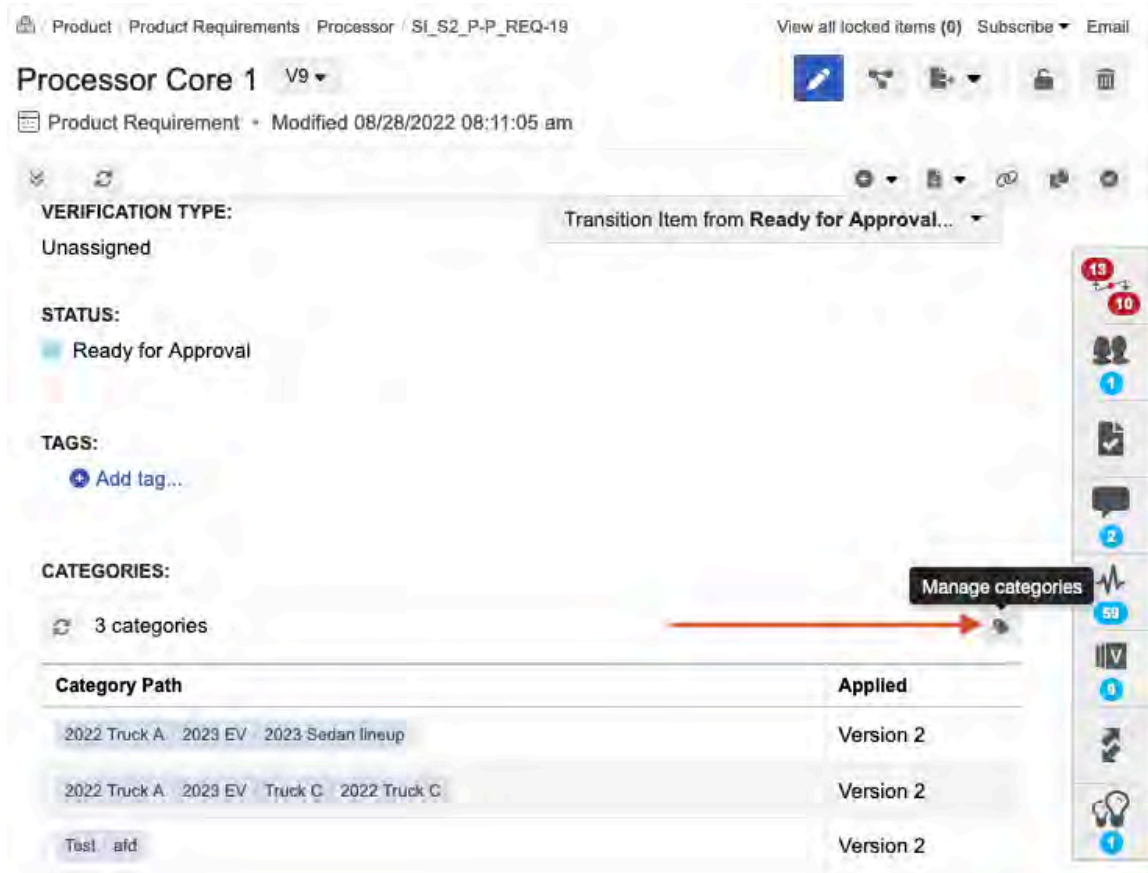 Product / Product Requirements / Processor / SI_S2_P-P_REQ-19
View all locked items (0) Subscribe Email
Processor Core 1 V9
Product Requirement • Modified 08/28/2022 08:11:05 am
VERIFICATION TYPE:
Transition Item from Ready for Approval...
Unassigned
13
10
STATUS:
Ready for Approval
1
TAGS:
Add tag...
2
CATEGORIES:
Manage categories
59
3 categories
V
Category Path Applied
9
2022 Truck A / 2023 EV / 2023 Sedan lineup Version 2
2022 Truck A / 2023 EV / Truck C / 2022 Truck C Version 2
Test / afd Version 2
1